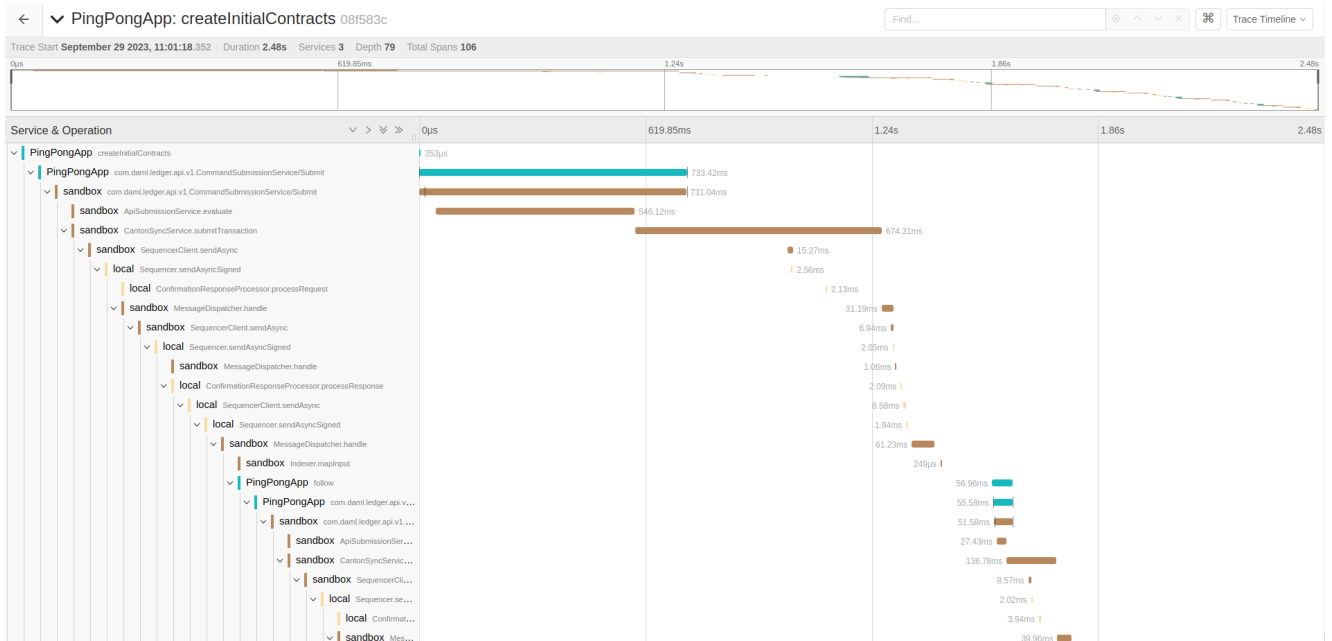 PingPongApp: createInitialContracts 08f583c
Find...
Trace Timeline
Trace Start September 29 2023, 11:01:18.352 Duration 2.48s Services 3 Depth 79 Total Spans 106
0μs 619.85ms 1.24s 1.86s 2.48s
Service & Operation 0μs 619.85ms 1.24s 1.86s 2.48s
PingPongApp createInitialContracts 353μs
PingPongApp com.daml.ledger.api.v1.CommandSubmissionService/Submit 733.42ms
sandbox com.daml.ledger.api.v1.CommandSubmissionService/Submit 731.04ms
sandbox ApiSubmissionService.evaluate 546.12ms
sandbox CantonSyncService.submitTransaction 674.31ms
sandbox SequencerClient.sendAsync 15.27ms
local Sequencer.sendAsyncSigned 2.56ms
local ConfirmationResponseProcessor.processRequest 2.13ms
sandbox MessageDispatcher.handle 31.19ms
sandbox SequencerClient.sendAsync 6.94ms
local Sequencer.sendAsyncSigned 2.05ms
sandbox MessageDispatcher.handle 1.06ms
local ConfirmationResponseProcessor.processResponse 2.09ms
local SequencerClient.sendAsync 8.58ms
local Sequencer.sendAsyncSigned 1.94ms
sandbox MessageDispatcher.handle 61.23ms
sandbox Indexer.mapInput 249μs
PingPongApp follow 56.96ms
PingPongApp com.daml.ledger.api.v... 55.58ms
sandbox com.daml.ledger.api.v1.... 51.58ms
sandbox ApiSubmissionSer... 27.43ms
sandbox CantonSyncServic... 136.78ms
sandbox SequencerCli... 8.57ms
local Sequencer.se... 2.02ms
local Confirmat... 3.94ms
sandbox Mes... 39.96ms